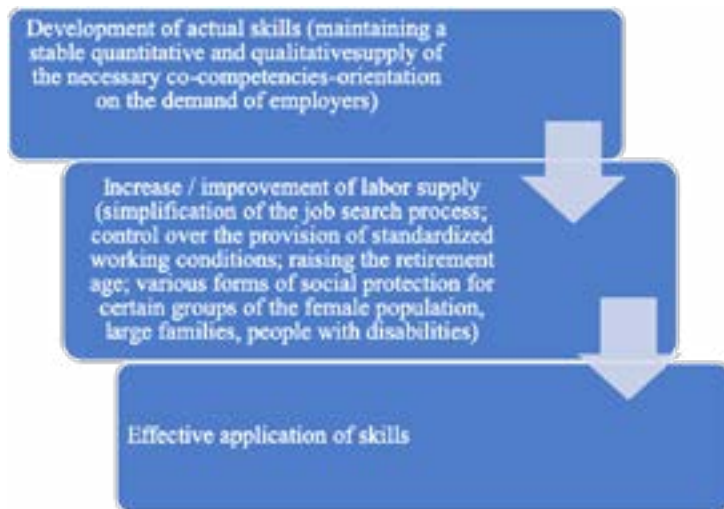 Development of actual skills (maintaining a
stable quantitative and qualitativesupply of
the necessary co-competencies-orientation
on the demand of employers)
Increase / improvement of labor supply
(simplification of the job search process;
control over the provision of standardized
working conditions; raising the retirement
age; various forms of social protection for
certain groups of the female population,
large families, people with disabilities)
Effective application of skills